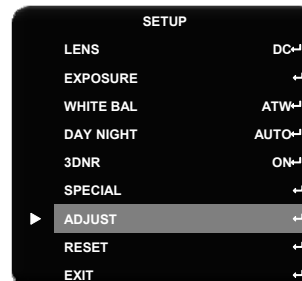 SETUP
LENS DC↵
EXPOSURE ↵
WHITE BAL ATW↵
DAY NIGHT AUTO↵
3DNR ON↵
SPECIAL ↵
ADJUST ↵
RESET ↵
EXIT ↵